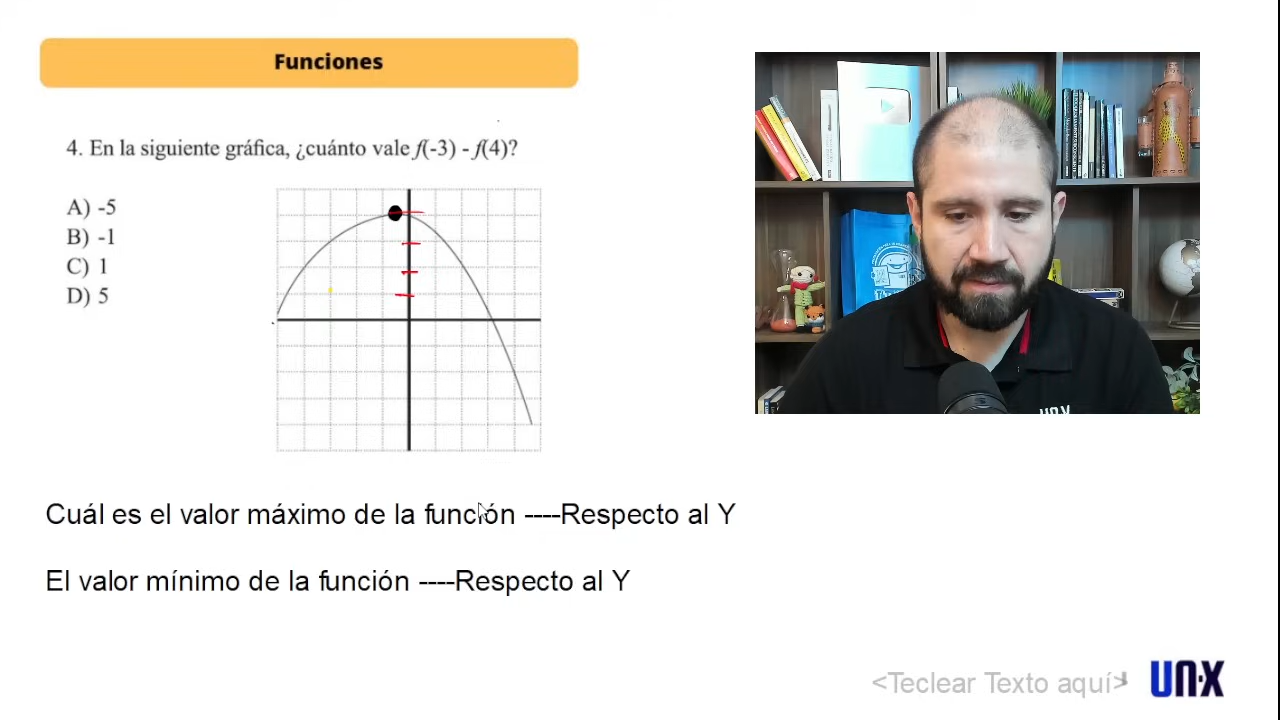 Funciones
4. En la siguiente gráfica, ¿cuánto vale f(-3) - f(4)?
A) -5
B) -1
C) 1
D) 5
Cuál es el valor máximo de la función ----Respecto al Y
El valor mínimo de la función ----Respecto al Y
<Teclear Texto aquí>
UN-X